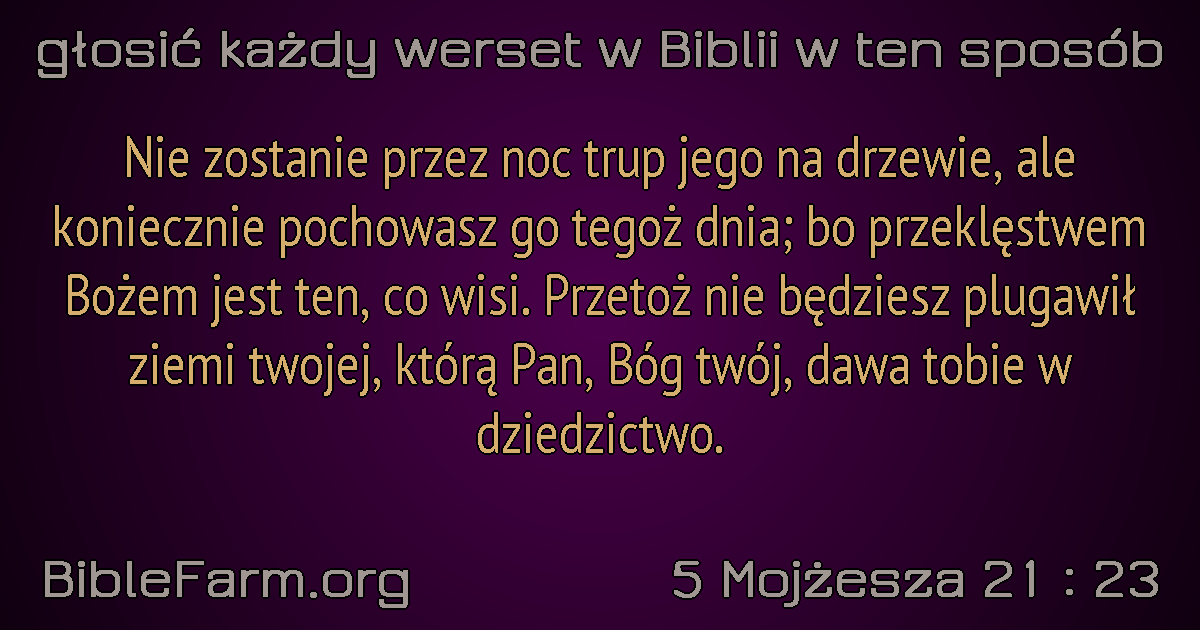 głosić każdy werset w Biblii w ten sposób
Nie zostanie przez noc trup jego na drzewie, ale
koniecznie pochowasz go tegoż dnia; bo przeklęstwem
Bożem jest ten, co wisi. Przetoż nie będziesz plugawił
ziemi twojej, którą Pan, Bóg twój, dawa tobie w
dziedzictwo.
BibleFarm.org
5 Mojżesza 21 : 23